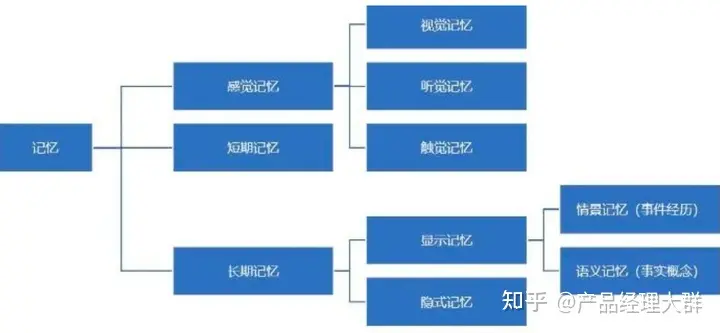 记忆
感觉记忆
视觉记忆
听觉记忆
触觉记忆
短期记忆
长期记忆
显示记忆
情景记忆（事件经历）
语义记忆（事实概念）
隐式记忆
知乎 @产品经理大群